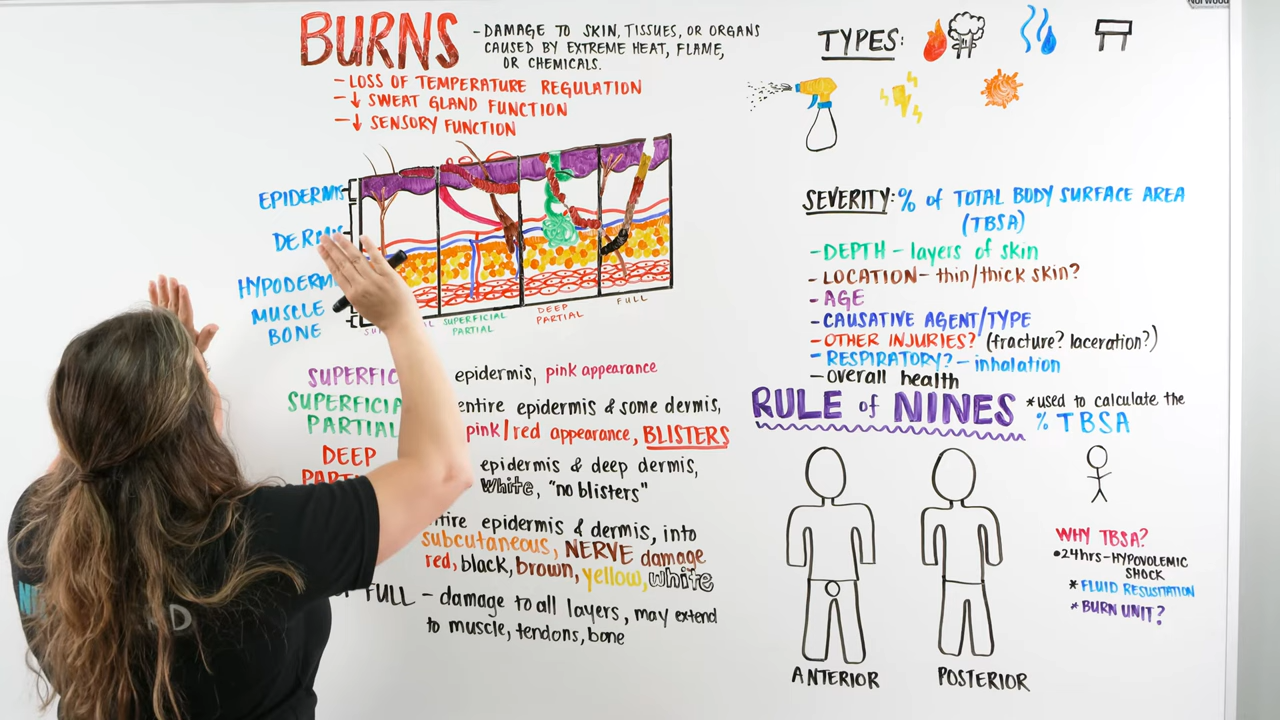 Norwood
BURNS
- DAMAGE TO SKIN, TISSUES, OR ORGANS
CAUSED BY EXTREME HEAT, FLAME,
OR CHEMICALS.
- LOSS OF TEMPERATURE REGULATION
- ↓ SWEAT GLAND FUNCTION
- ↓ SENSORY FUNCTION
EPIDERMIS
DERMIS
MUSCLE
BONE
SUPERFICIAL
PARTIAL
DEEP
PARTIAL
FULL
epidermis, pink appearance
SUPERFICIA
PARTIAL
entire epidermis & some dermis,
pink/red appearance, BLISTERS
DEEP
epidermis & deep dermis,
white, "no blisters"
epidermis & dermis, into
subcutaneous, NERVE damage
red, black, brown, yellow, white
FULL - damage to all layers, may extend
to muscle, tendons, bone
TYPES:
SEVERITY: % of TOTAL BODY SURFACE AREA
(TBSA)
- DEPTH - layers of skin
- LOCATION - thin/thick skin?
- AGE
- CAUSATIVE AGENT/TYPE
- OTHER INJURIES? (fracture? laceration?)
- RESPIRATORY? - inhalation
- overall health
RULE of NINES
*used to calculate the
% TBSA
ANTERIOR
POSTERIOR
WHY TBSA?
•24hrs - HYPOVOLEMIC
SHOCK
* FLUID RESUSITATION
* BURN UNIT?